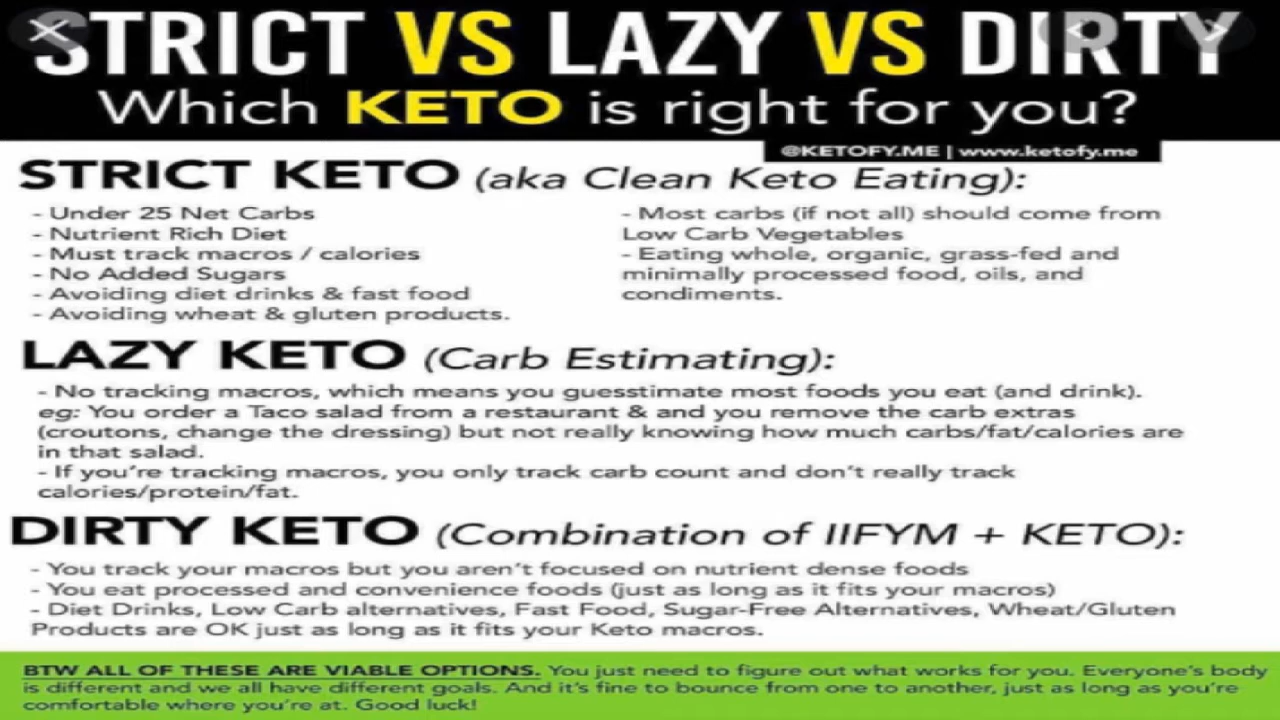 STRICT VS LAZY VS DIRTY
Which KETO is right for you?
@KETOFY.ME | www.ketofy.me
STRICT KETO (aka Clean Keto Eating):
- Under 25 Net Carbs
- Nutrient Rich Diet
- Must track macros / calories
- No Added Sugars
- Avoiding diet drinks & fast food
- Avoiding wheat & gluten products.
- Most carbs (if not all) should come from
Low Carb Vegetables
- Eating whole, organic, grass-fed and
minimally processed food, oils, and
condiments.
LAZY KETO (Carb Estimating):
- No tracking macros, which means you guesstimate most foods you eat (and drink).
eg: You order a Taco salad from a restaurant & and you remove the carb extras
(croutons, change the dressing) but not really knowing how much carbs/fat/calories are
in that salad.
- If you're tracking macros, you only track carb count and don't really track
calories/protein/fat.
DIRTY KETO (Combination of IIFYM + KETO):
- You track your macros but you aren't focused on nutrient dense foods
- You eat processed and convenience foods (just as long as it fits your macros)
- Diet Drinks, Low Carb alternatives, Fast Food, Sugar-Free Alternatives, Wheat/Gluten
Products are OK just as long as it fits your Keto macros.
BTW ALL OF THESE ARE VIABLE OPTIONS. You just need to figure out what works for you. Everyone's body
is different and we all have different goals. And it's fine to bounce from one to another, just as long as you're
comfortable where you're at. Good luck!